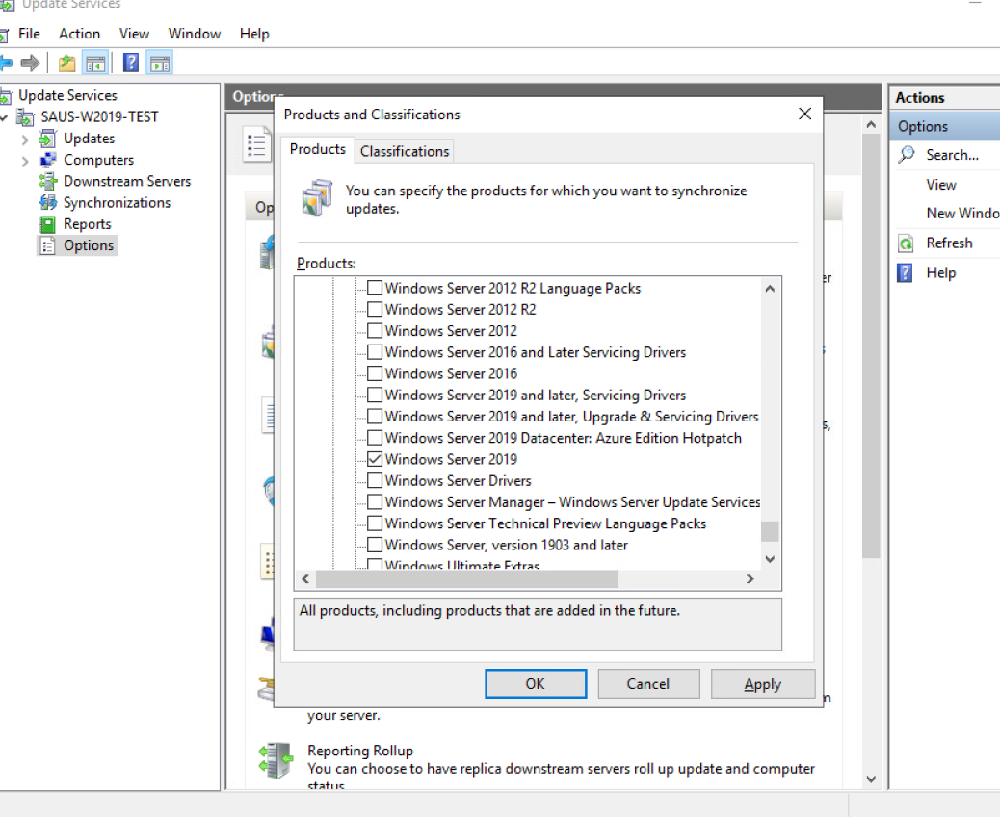 Update Services
File Action View Window Help
Update Services
SAUS-W2019-TEST
Updates
Computers
Downstream Servers
Synchronizations
Reports
Options
Options
Products and Classifications
Products Classifications
You can specify the products for which you want to synchronize
updates.
Products:
Windows Server 2012 R2 Language Packs
Windows Server 2012 R2
Windows Server 2012
Windows Server 2016 and Later Servicing Drivers
Windows Server 2016
Windows Server 2019 and later, Servicing Drivers
Windows Server 2019 and later, Upgrade & Servicing Drivers
Windows Server 2019 Datacenter: Azure Edition Hotpatch
Windows Server 2019
Windows Server Drivers
Windows Server Manager – Windows Server Update Services
Windows Server Technical Preview Language Packs
Windows Server, version 1903 and later
Windows Ultimate Extras
All products, including products that are added in the future.
OK Cancel Apply
your server.
Reporting Rollup
You can choose to have replica downstream servers roll up update and computer
status.
Actions
Options
Search...
View
New Windo
Refresh
Help